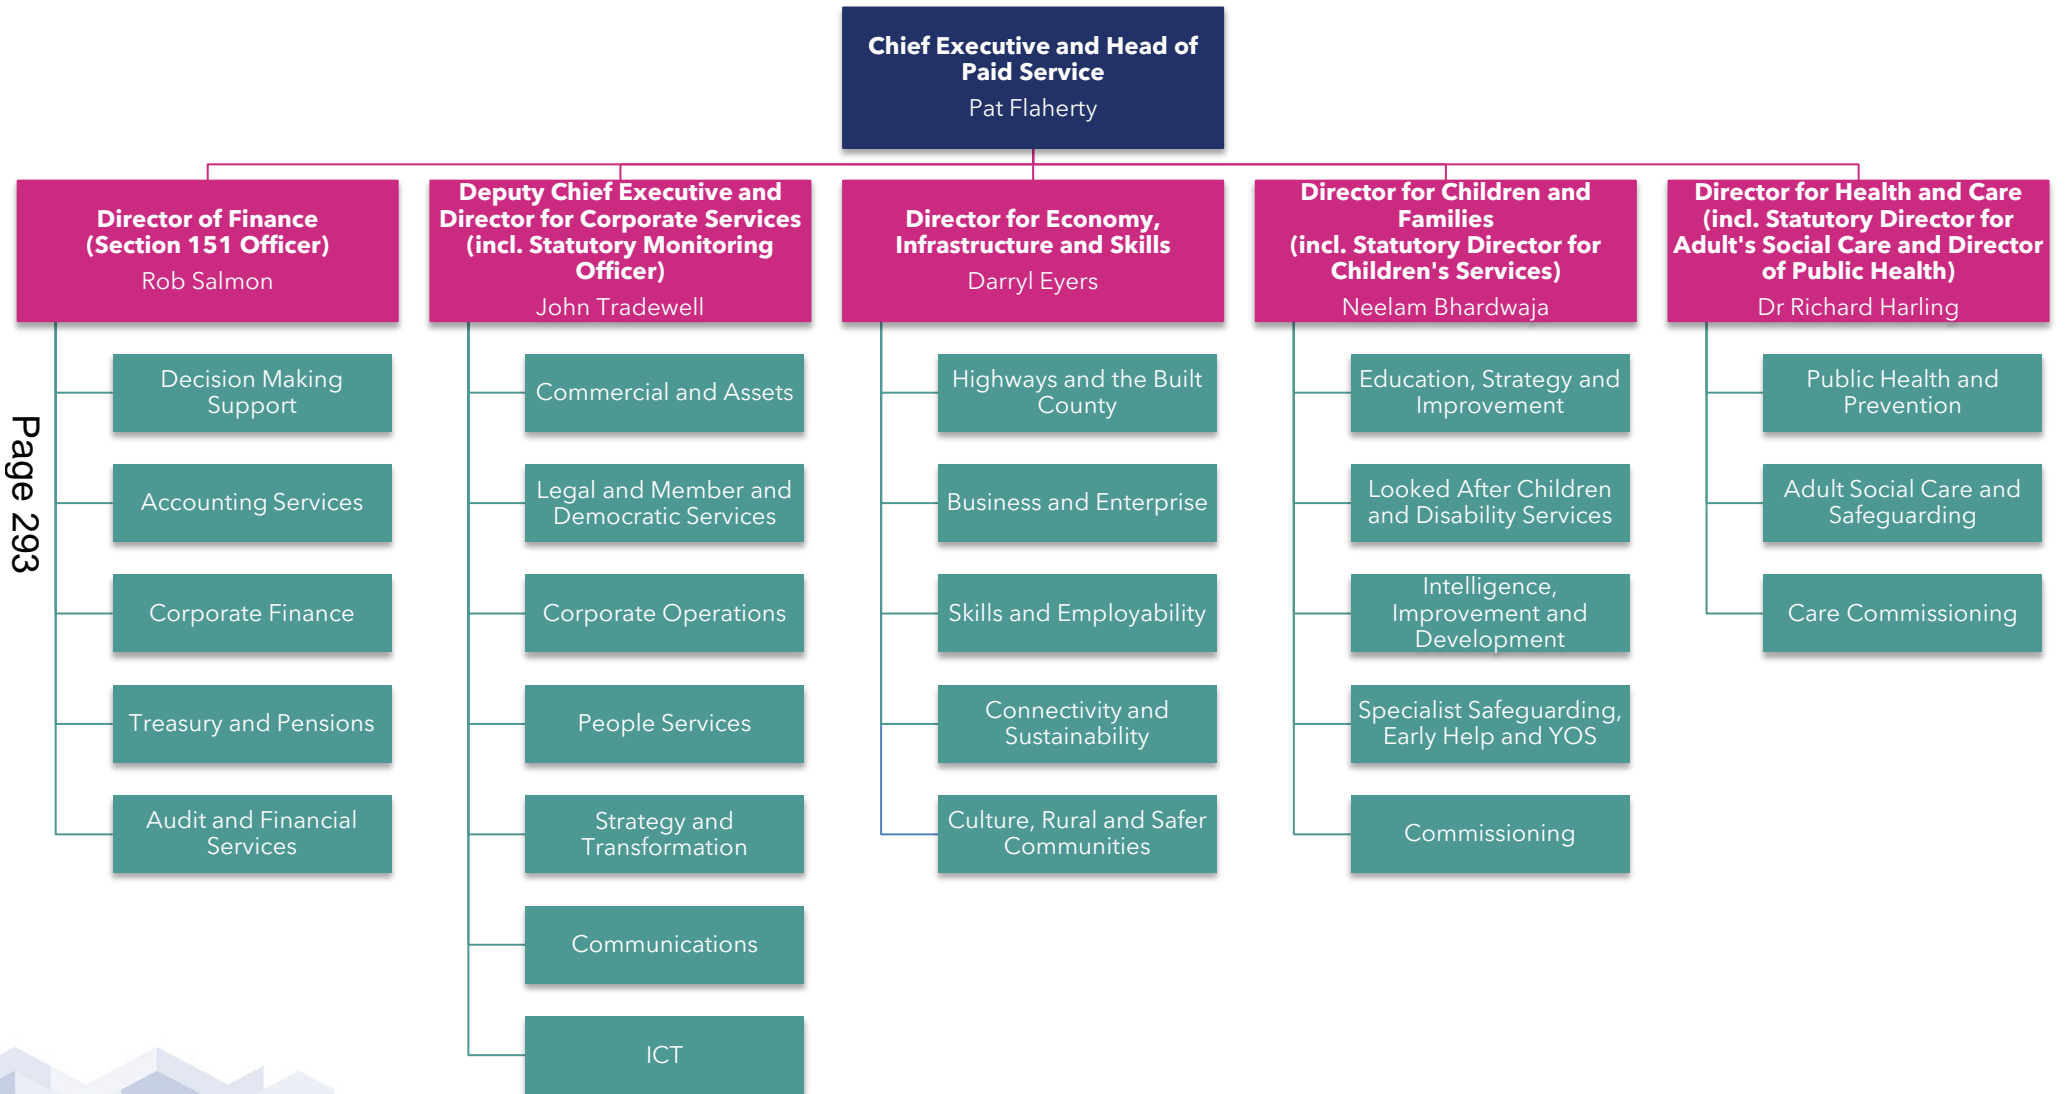 Chief Executive and Head of
Paid Service
Pat Flaherty
Director of Finance
(Section 151 Officer)
Rob Salmon
Deputy Chief Executive and
Director for Corporate Services
(incl. Statutory Monitoring
Officer)
John Tradewell
Director for Economy,
Infrastructure and Skills
Darryl Eyers
Director for Children and
Families
(incl. Statutory Director for
Children's Services)
Neelam Bhardwaja
Director for Health and Care
(incl. Statutory Director for
Adult's Social Care and Director
of Public Health)
Dr Richard Harling
Decision Making
Support
Accounting Services
Corporate Finance
Treasury and Pensions
Audit and Financial
Services
Commercial and Assets
Legal and Member and
Democratic Services
Corporate Operations
People Services
Strategy and
Transformation
Communications
ICT
Highways and the Built
County
Business and Enterprise
Skills and Employability
Connectivity and
Sustainability
Culture, Rural and Safer
Communities
Education, Strategy and
Improvement
Looked After Children
and Disability Services
Intelligence,
Improvement and
Development
Specialist Safeguarding,
Early Help and YOS
Commissioning
Public Health and
Prevention
Adult Social Care and
Safeguarding
Care Commissioning
Page 293